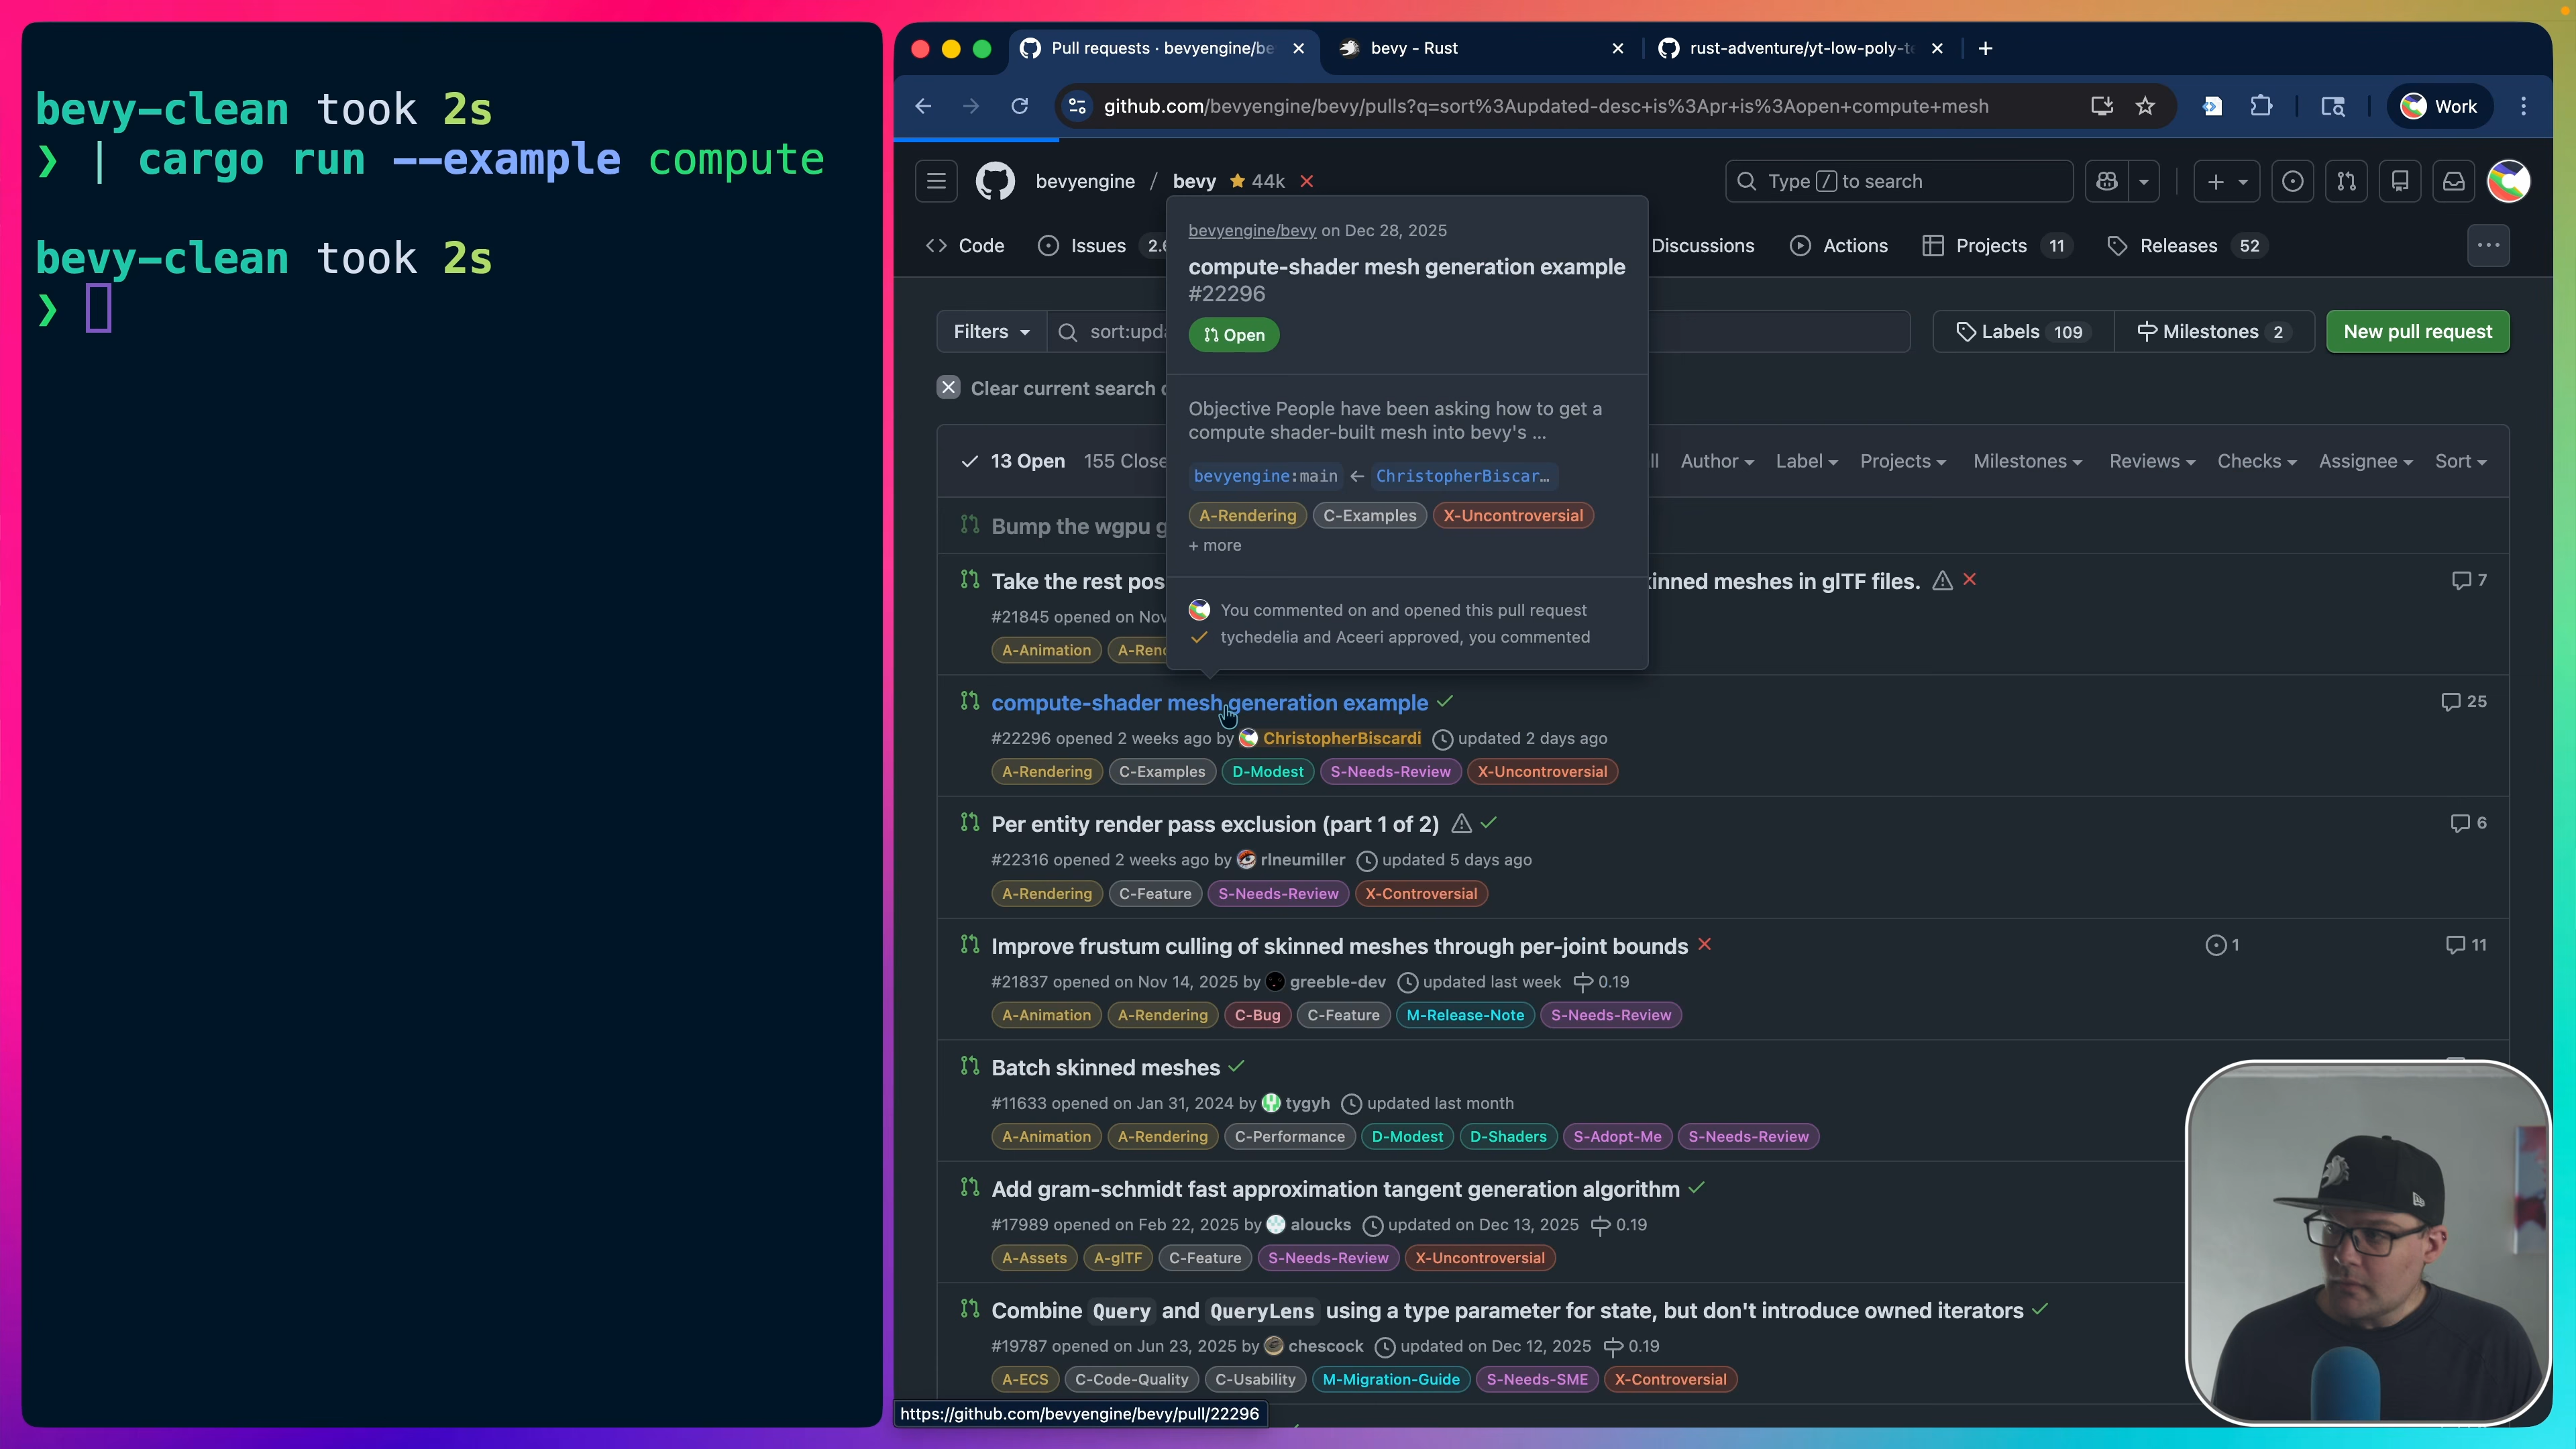 bevy-clean took 2s
❯ | cargo run --example compute
bevy-clean took 2s
❯
Pull requests · bevyengine/be
bevy - Rust
rust-adventure/yt-low-poly-te
github.com/bevyengine/bevy/pulls?q=sort%3Aupdated-desc+is%3Apr+is%3Aopen+compute+mesh
Work
bevyengine / bevy 44k
Type / to search
Code
Issues 2.6
Discussions
Actions
Projects 11
Releases 52
bevyengine/bevy on Dec 28, 2025
compute-shader mesh generation example
#22296
Open
Objective People have been asking how to get a
compute shader-built mesh into bevy's ...
bevyengine:main ← ChristopherBiscar…
A-Rendering C-Examples X-Uncontroversial
+ more
You commented on and opened this pull request
tychedelia and Aceeri approved, you commented
Filters
sort:upda
Labels 109
Milestones 2
New pull request
Clear current search
13 Open 155 Close
Author Label Projects Milestones Reviews Checks Assignee Sort
Bump the wgpu g
Take the rest pos
kinned meshes in glTF files.
7
#21845 opened on Nov
A-Animation A-Ren
compute-shader mesh generation example
25
#22296 opened 2 weeks ago by ChristopherBiscardi updated 2 days ago
A-Rendering C-Examples D-Modest S-Needs-Review X-Uncontroversial
Per entity render pass exclusion (part 1 of 2)
6
#22316 opened 2 weeks ago by rlneumiller updated 5 days ago
A-Rendering C-Feature S-Needs-Review X-Controversial
Improve frustum culling of skinned meshes through per-joint bounds
1
11
#21837 opened on Nov 14, 2025 by greeble-dev updated last week 0.19
A-Animation A-Rendering C-Bug C-Feature M-Release-Note S-Needs-Review
Batch skinned meshes
#11633 opened on Jan 31, 2024 by tygyh updated last month
A-Animation A-Rendering C-Performance D-Modest D-Shaders S-Adopt-Me S-Needs-Review
Add gram-schmidt fast approximation tangent generation algorithm
#17989 opened on Feb 22, 2025 by aloucks updated on Dec 13, 2025 0.19
A-Assets A-glTF C-Feature S-Needs-Review X-Uncontroversial
Combine Query and QueryLens using a type parameter for state, but don't introduce owned iterators
#19787 opened on Jun 23, 2025 by chescock updated on Dec 12, 2025 0.19
A-ECS C-Code-Quality C-Usability M-Migration-Guide S-Needs-SME X-Controversial
https://github.com/bevyengine/bevy/pull/22296